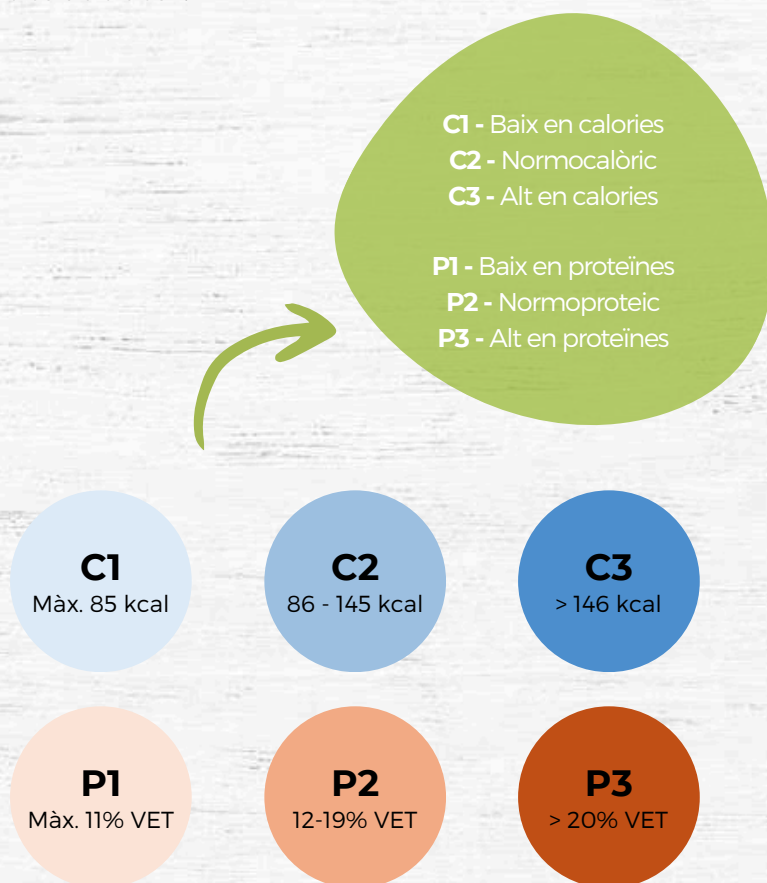 C1 - Baix en calories
C2 - Normocalòric
C3 - Alt en calories
P1 - Baix en proteïnes
P2 - Normoproteic
P3 - Alt en proteïnes
C1
Màx. 85 kcal
C2
86 - 145 kcal
C3
> 146 kcal
P1
Màx. 11% VET
P2
12-19% VET
P3
> 20% VET